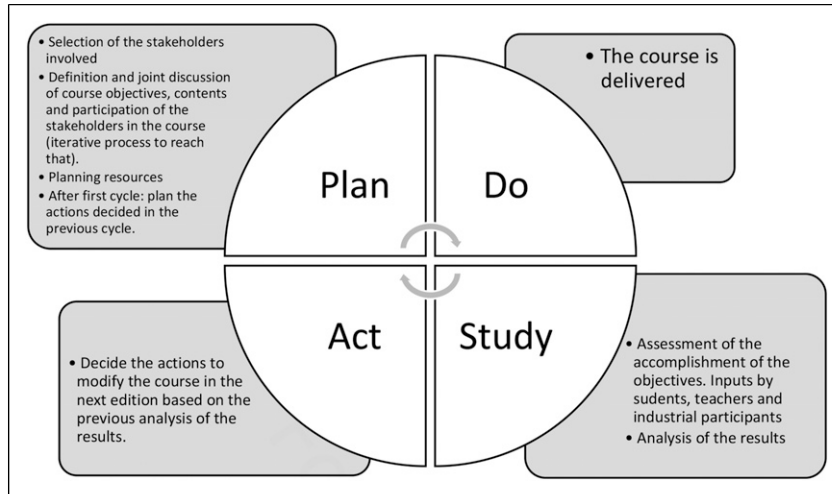 • Selection of the stakeholders
involved
• Definition and joint discussion
of course objectives, contents
and participation of the
stakeholders in the course
(iterative process to reach
that).
• Planning resources
• After first cycle: plan the
actions decided in the
previous cycle.
• The course is
delivered
Plan
Do
Act
Study
• Decide the actions to
modify the course in the
next edition based on the
previous analysis of the
results.
• Assessment of the
accomplishment of the
objectives. Inputs by
sudents, teachers and
industrial participants
• Analysis of the results